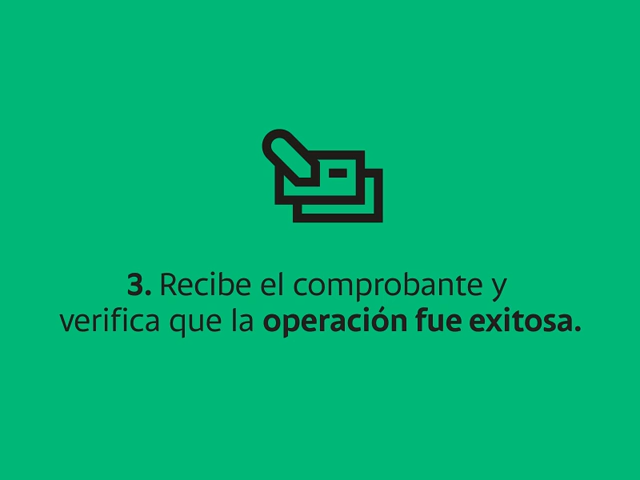 3. Recibe el comprobante y
verifica que la operación fue exitosa.